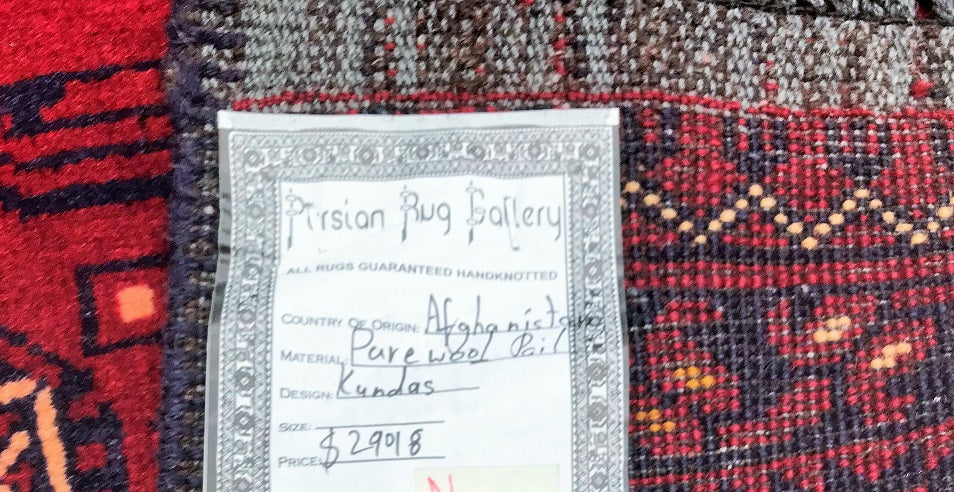 Persian Rug Gallery
ALL RUGS GUARANTEED HANDKNOTTED
COUNTRY OF ORIGIN: Afghanistan
MATERIAL: Pure wool Pail
DESIGN: Kundas
SIZE:
PRICE: $2998